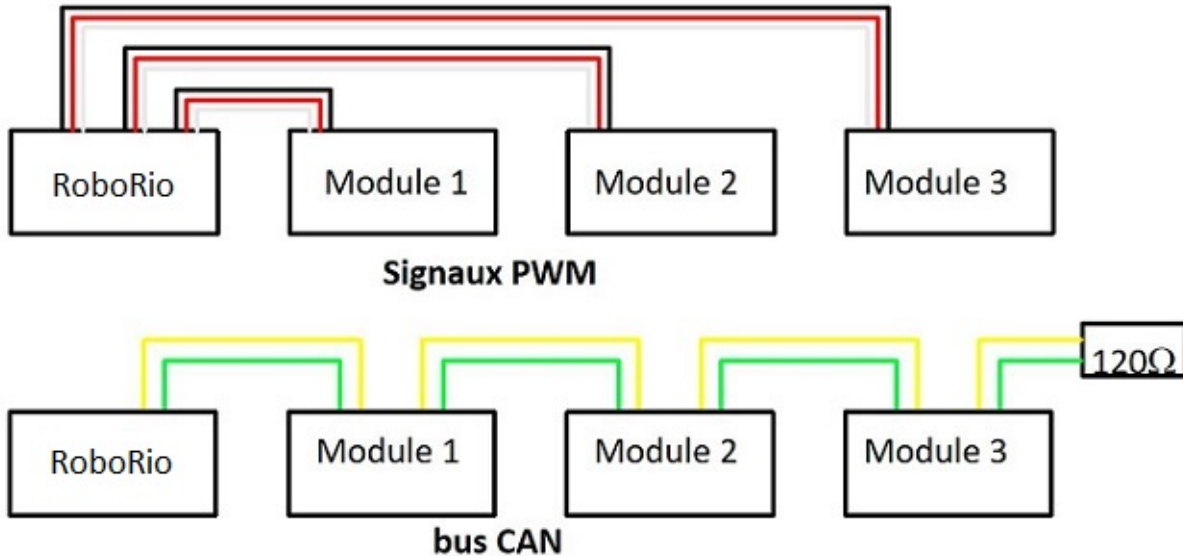 RoboRio
Module 1
Module 2
Module 3
Signaux PWM
120Ω
RoboRio
Module 1
Module 2
Module 3
bus CAN